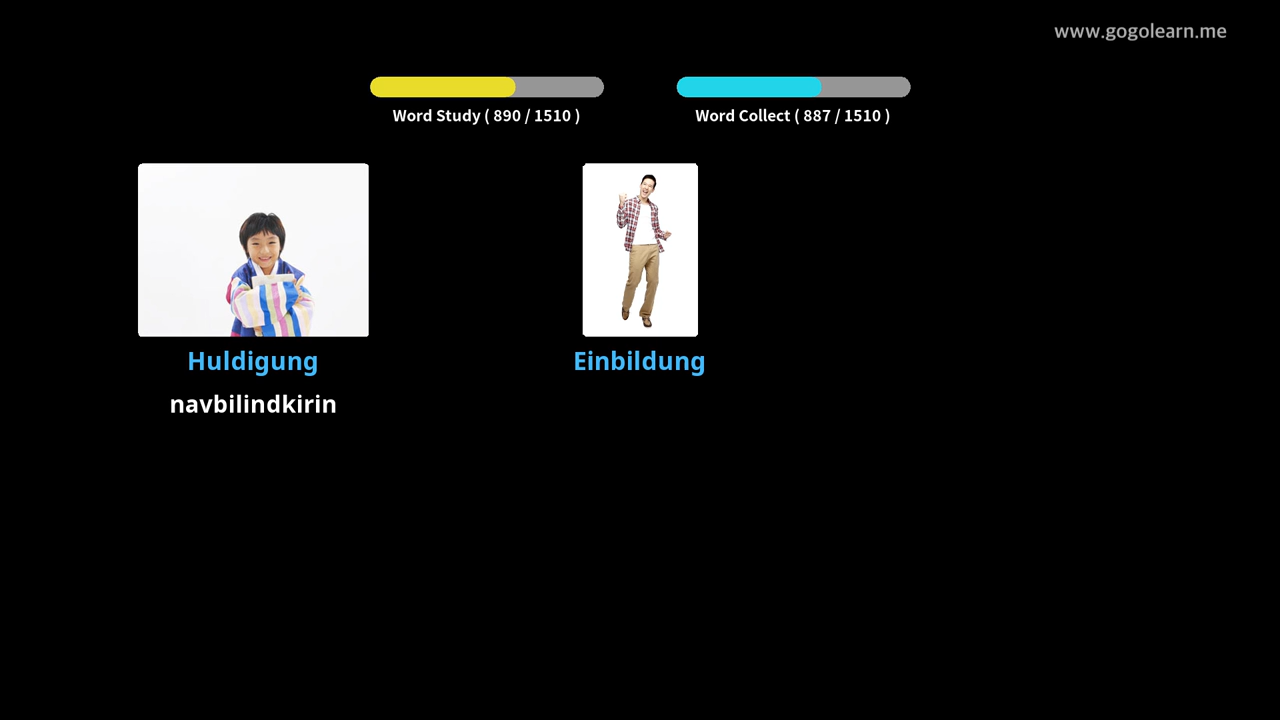 www.gogolearn.me
Word Study ( 890 / 1510 )
Word Collect ( 887 / 1510 )
Huldigung
Einbildung
navbilindkirin